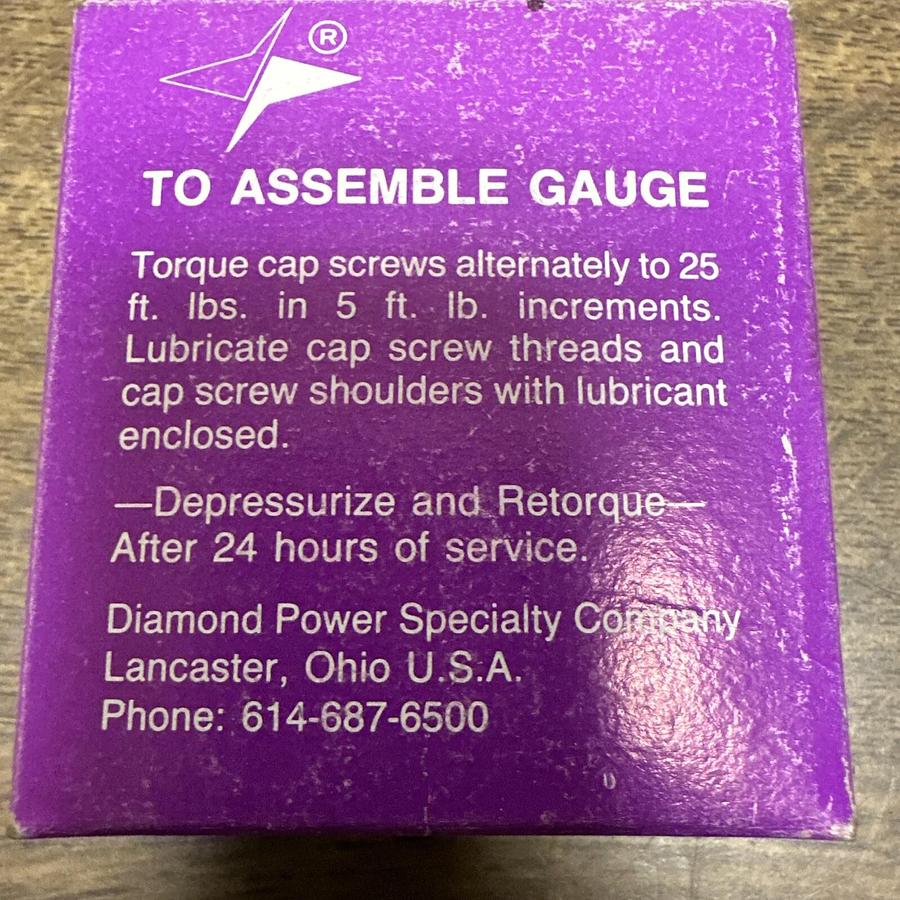 ®
TO ASSEMBLE GAUGE
Torque cap screws alternately to 25
ft. lbs. in 5 ft. lb. increments.
Lubricate cap screw threads and
cap screw shoulders with lubricant
enclosed.
—Depressurize and Retorque—
After 24 hours of service.
Diamond Power Specialty Company
Lancaster, Ohio U.S.A.
Phone: 614-687-6500